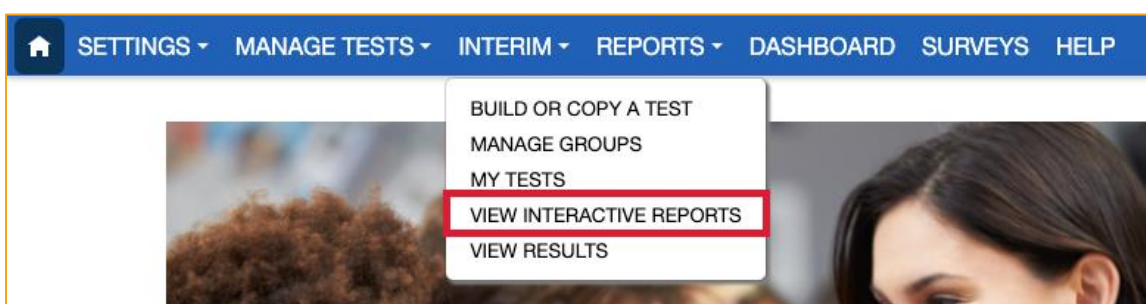 SETTINGS MANAGE TESTS INTERIM REPORTS DASHBOARD SURVEYS HELP
BUILD OR COPY A TEST
MANAGE GROUPS
MY TESTS
VIEW INTERACTIVE REPORTS
VIEW RESULTS